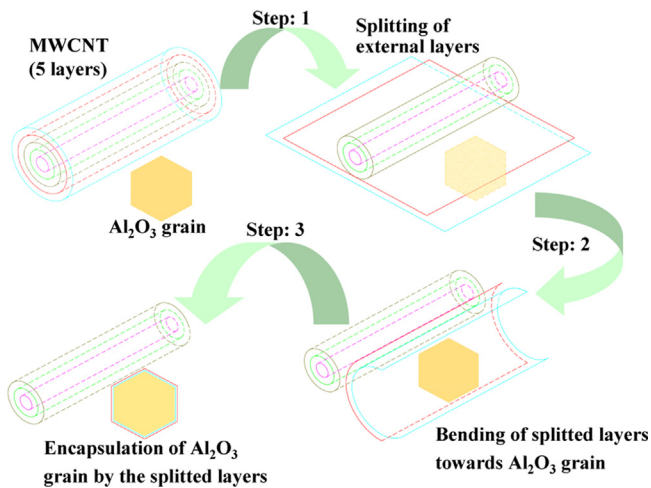 Step: 1
MWCNT
(5 layers)
Splitting of
external layers
Al₂O₃ grain
Step: 2
Step: 3
Encapsulation of Al₂O₃
grain by the splitted layers
Bending of splitted layers
towards Al₂O₃ grain